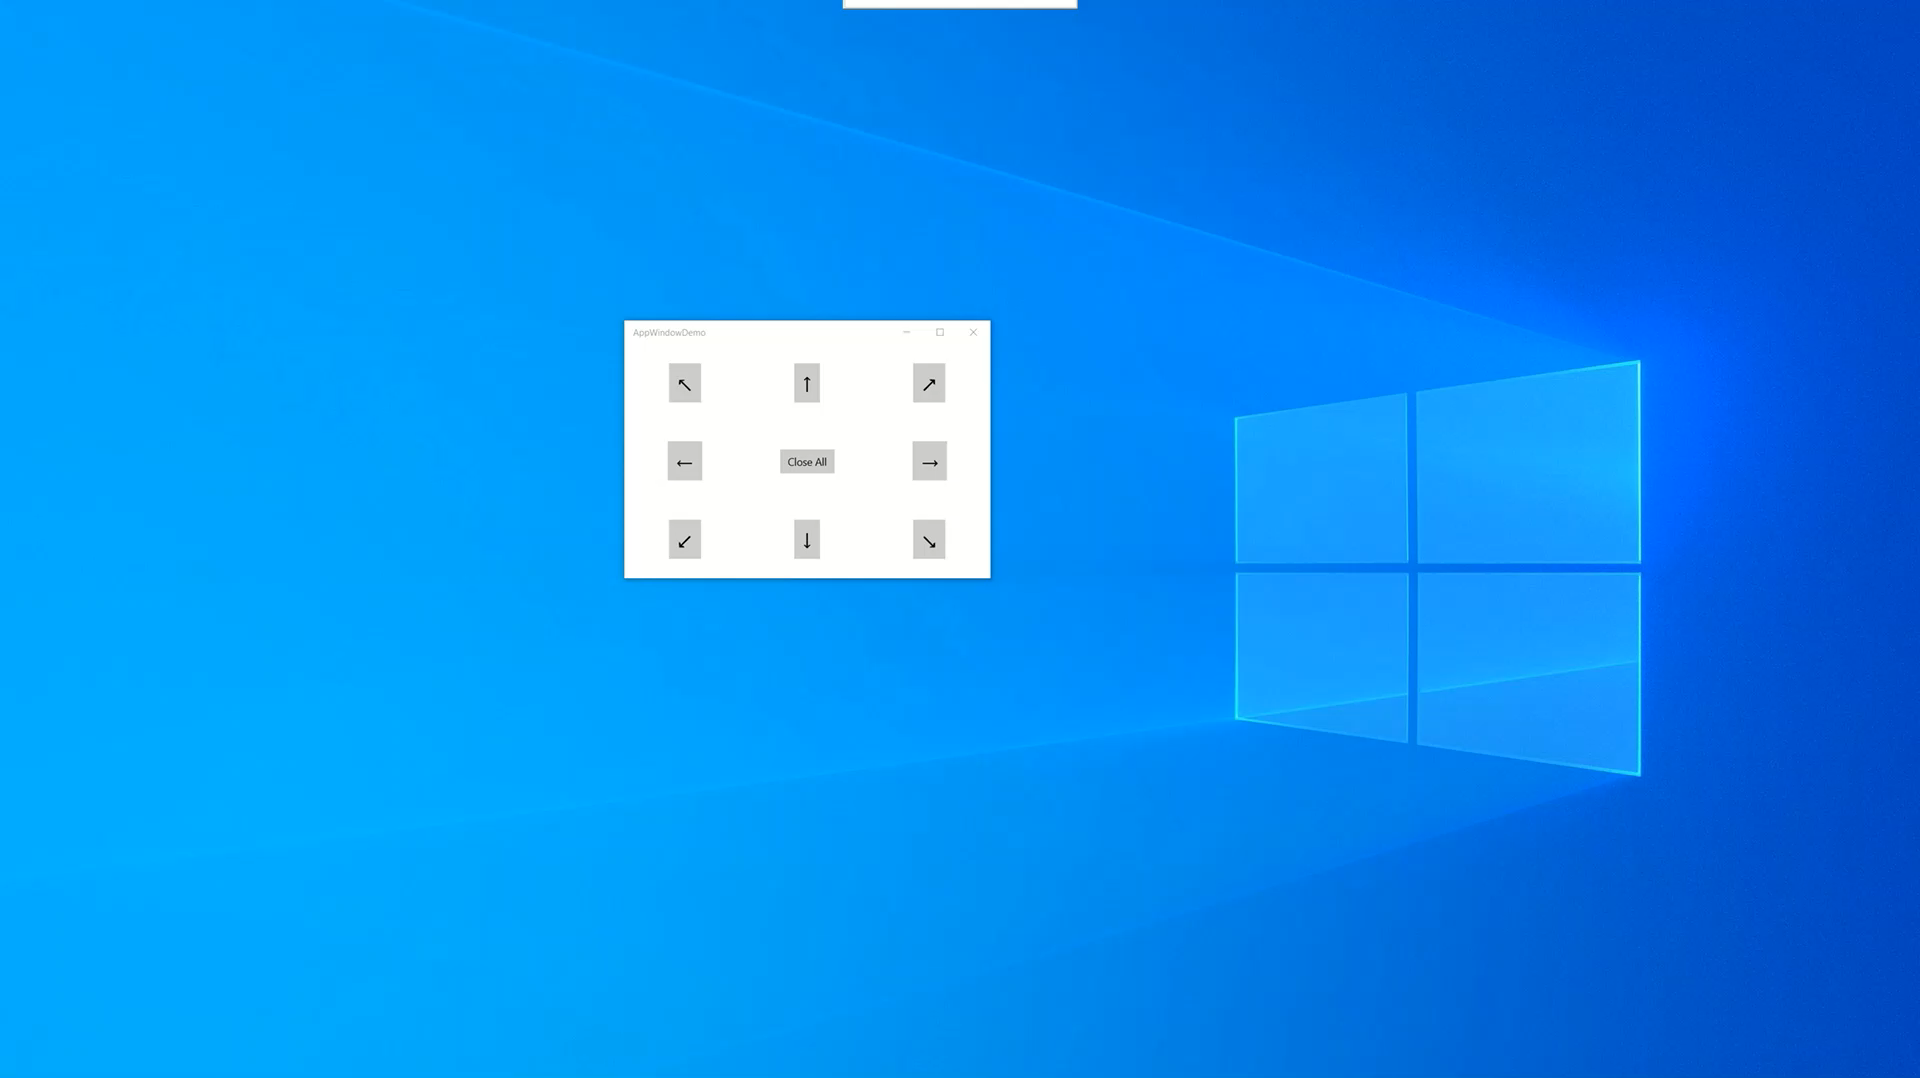 AppWindowDemo
↖ ↑ ↗
← Close All →
↙ ↓ ↘